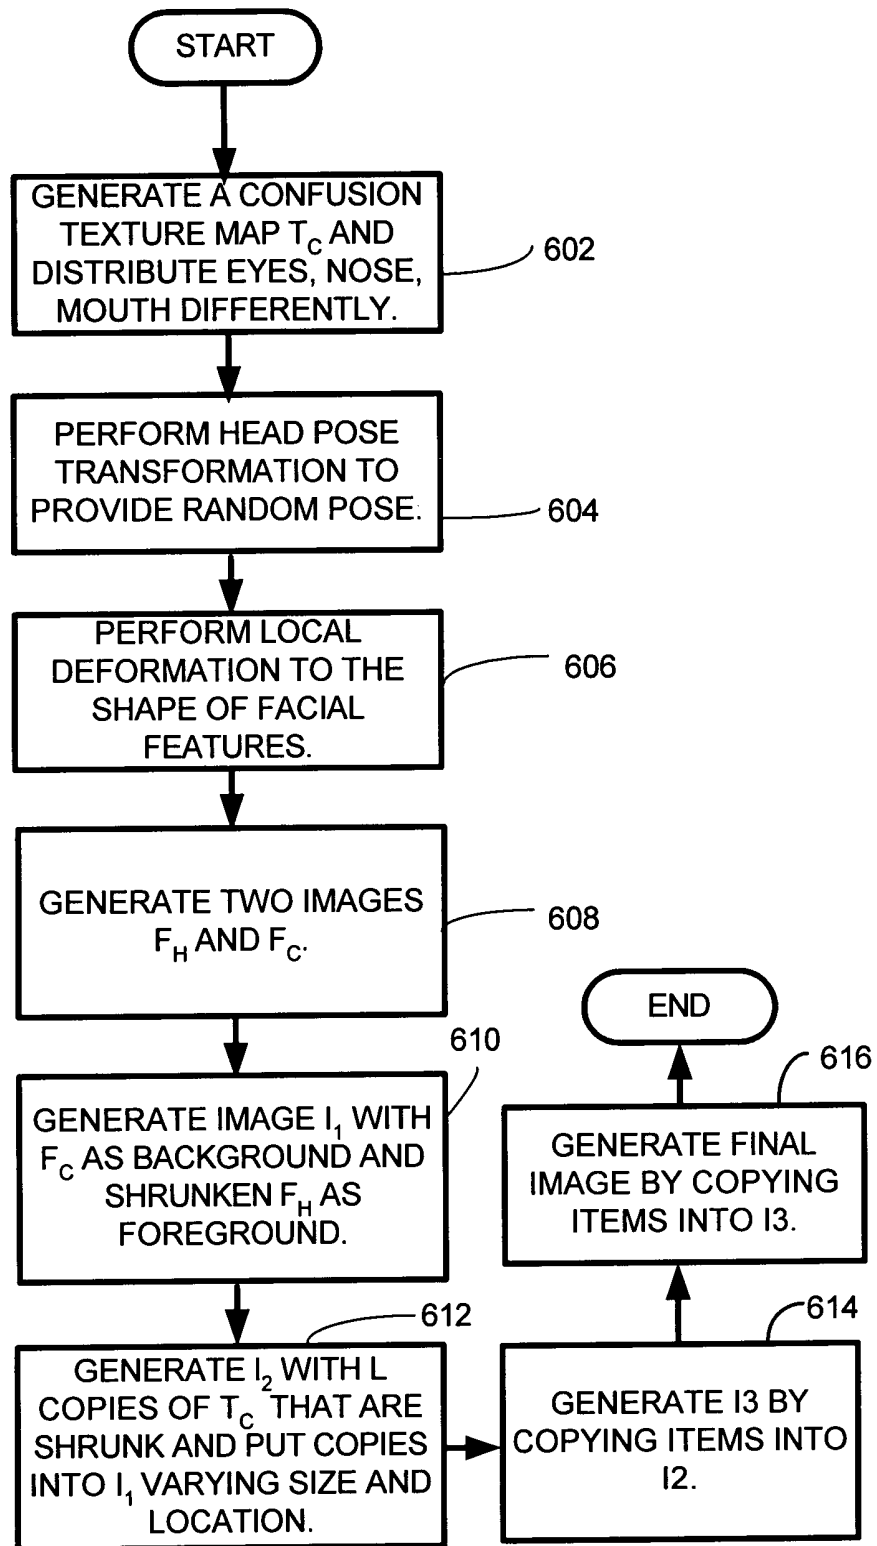 START
GENERATE A CONFUSION
TEXTURE MAP T_C AND
DISTRIBUTE EYES, NOSE,
MOUTH DIFFERENTLY.
602
PERFORM HEAD POSE
TRANSFORMATION TO
PROVIDE RANDOM POSE.
604
PERFORM LOCAL
DEFORMATION TO THE
SHAPE OF FACIAL
FEATURES.
606
GENERATE TWO IMAGES
F_H AND F_C.
608
GENERATE IMAGE I_1 WITH
F_C AS BACKGROUND AND
SHRUNKEN F_H AS
FOREGROUND.
610
GENERATE I_2 WITH L
COPIES OF T_C THAT ARE
SHRUNK AND PUT COPIES
INTO I_1 VARYING SIZE AND
LOCATION.
612
GENERATE I3 BY
COPYING ITEMS INTO
I2.
614
GENERATE FINAL
IMAGE BY COPYING
ITEMS INTO I3.
616
END